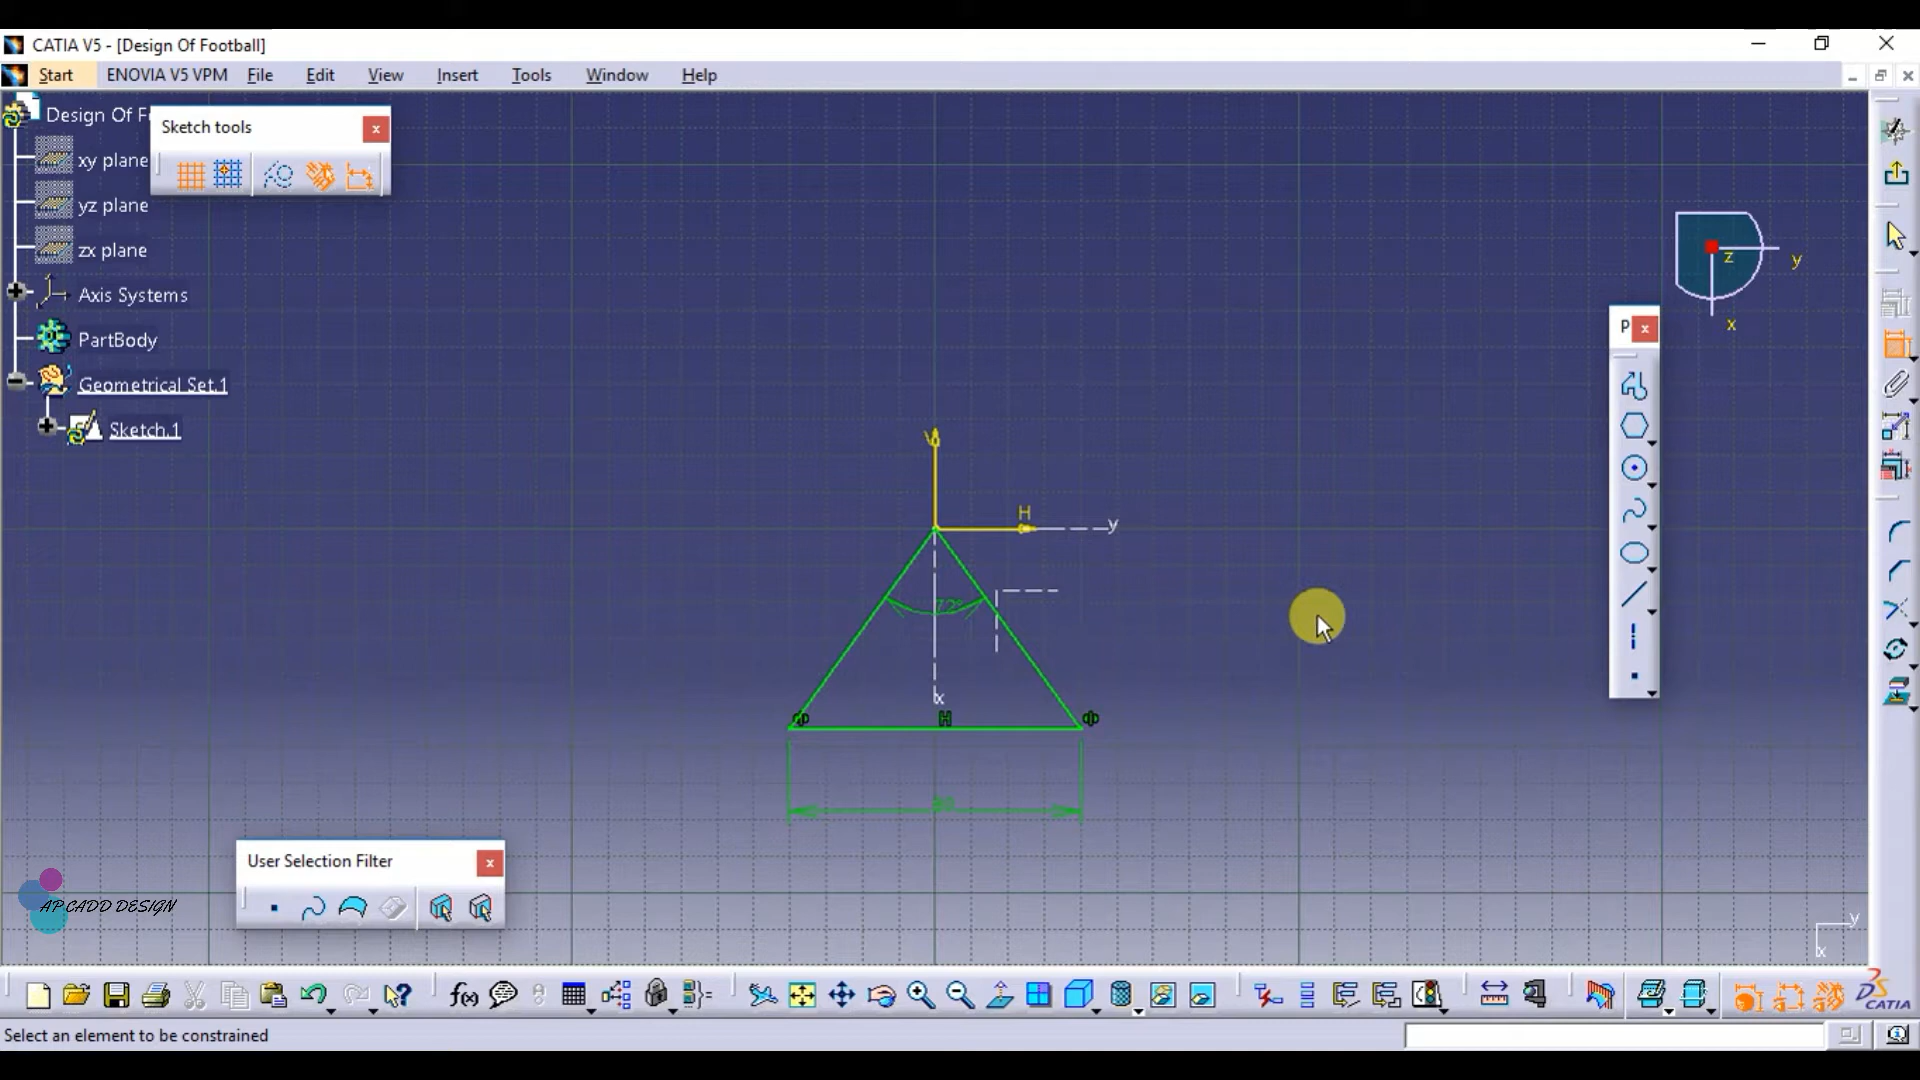 CATIA V5 - [Design Of Football]
Start ENOVIA V5 VPM File Edit View Insert Tools Window Help
Design Of F
Sketch tools
xy plane
yz plane
zx plane
Axis Systems
PartBody
Geometrical Set.1
Sketch.1
z
y
x
P
V
H
y
72°
x
H
User Selection Filter
AP CADD DESIGN
y
x
f(x)
CATIA
Select an element to be constrained